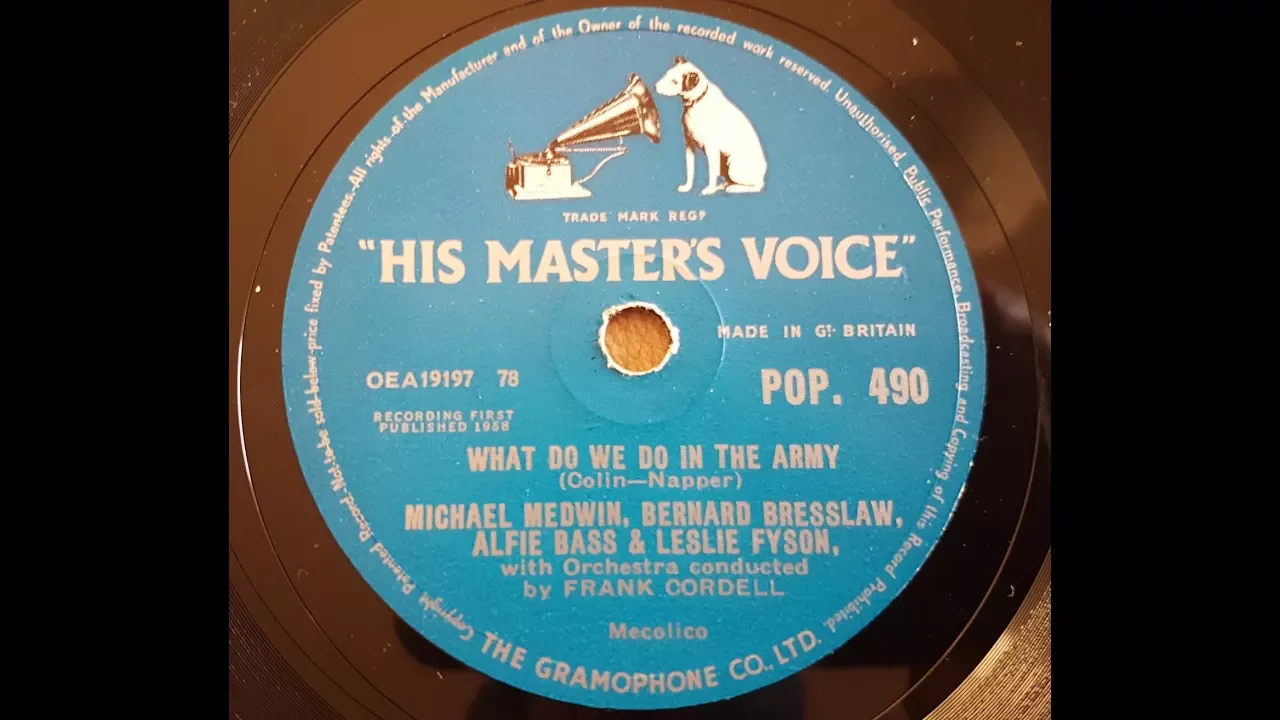 Copyright. Patented Record. Not to be sold below price fixed by Patentees. All rights of the Manufacturer and of the Owner of the recorded work reserved. Unauthorised, Public Performance, Broadcasting and Copying of this Record Prohibited.
TRADE MARK REGD
"HIS MASTER'S VOICE"
MADE IN GT. BRITAIN
OEA19197 78
POP. 490
RECORDING FIRST
PUBLISHED 1958
WHAT DO WE DO IN THE ARMY
(Colin—Napper)
MICHAEL MEDWIN, BERNARD BRESSLAW,
ALFIE BASS & LESLIE FYSON,
with Orchestra conducted
by FRANK CORDELL
Mecolico
THE GRAMOPHONE CO., LTD.